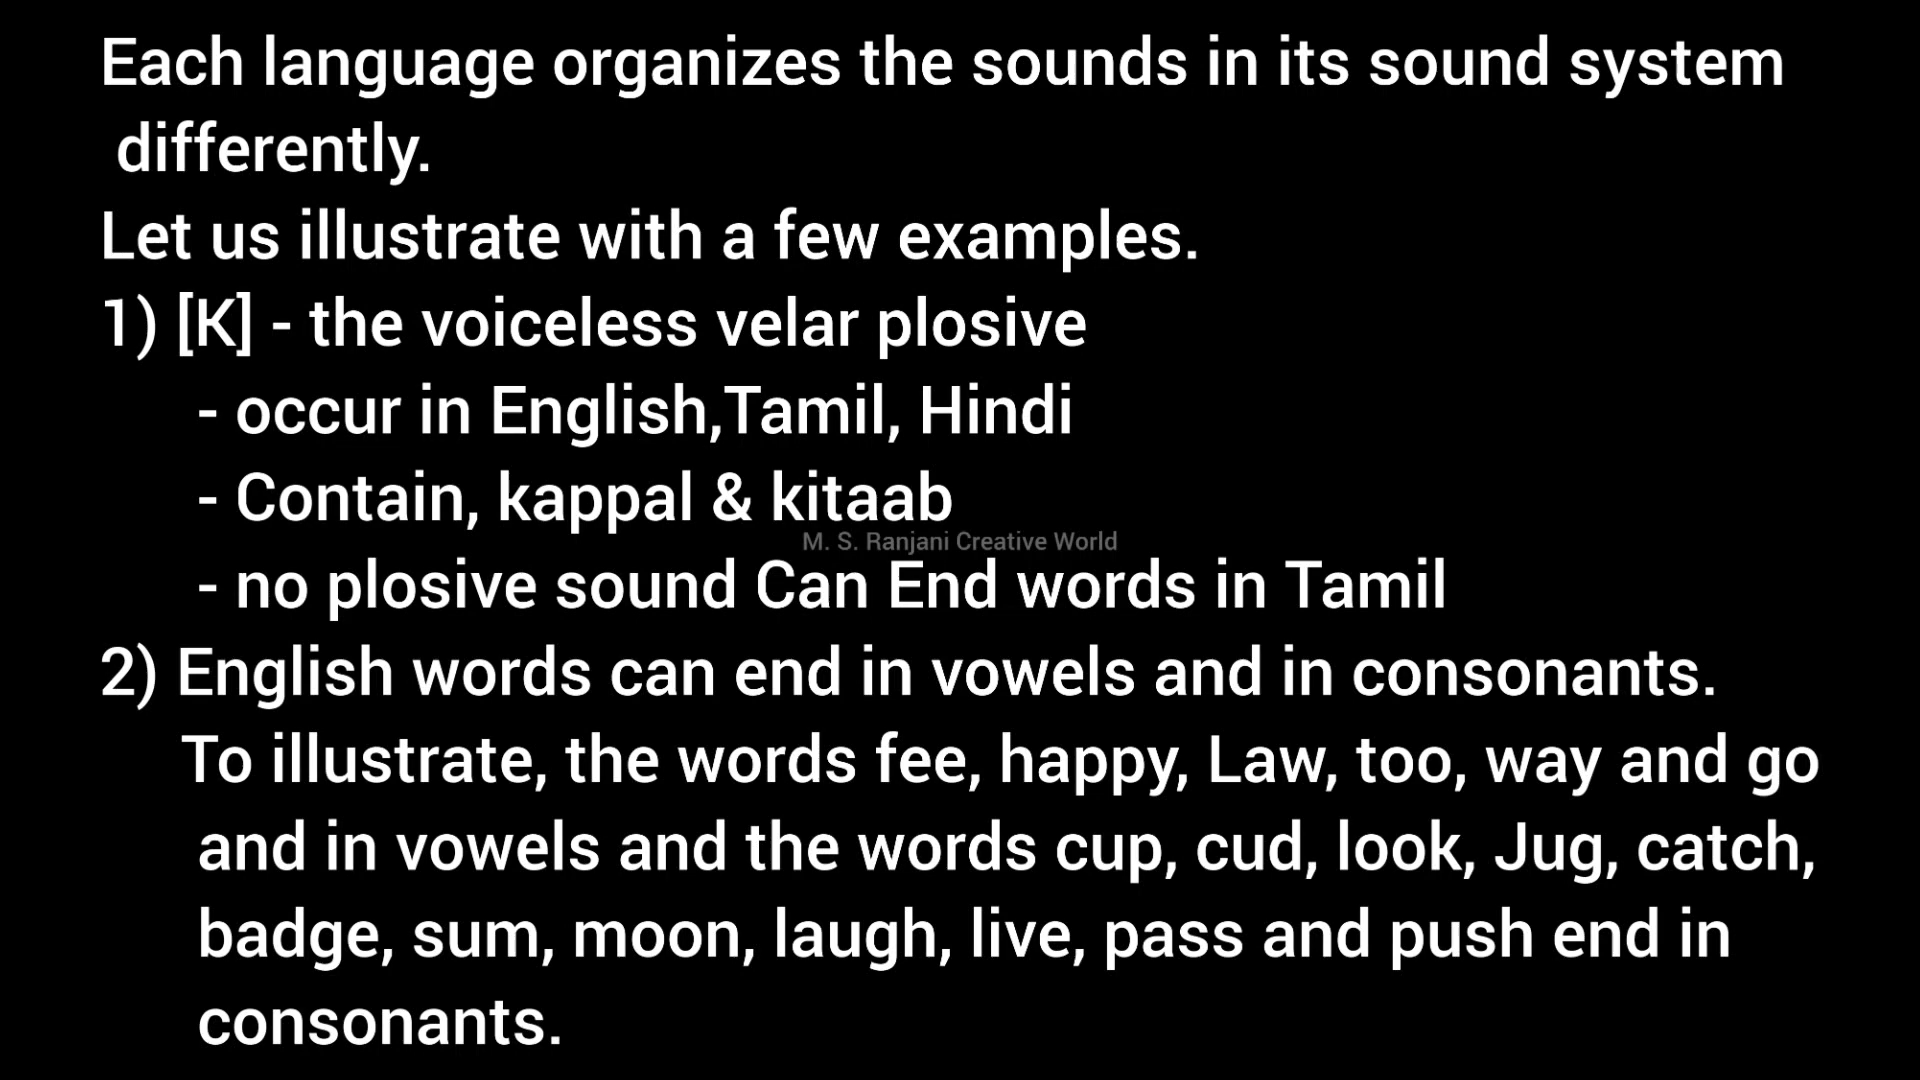 Each language organizes the sounds in its sound system
differently.
Let us illustrate with a few examples.
1) [K] - the voiceless velar plosive
- occur in English,Tamil, Hindi
- Contain, kappal & kitaab
M. S. Ranjani Creative World
- no plosive sound Can End words in Tamil
2) English words can end in vowels and in consonants.
To illustrate, the words fee, happy, Law, too, way and go
and in vowels and the words cup, cud, look, Jug, catch,
badge, sum, moon, laugh, live, pass and push end in
consonants.